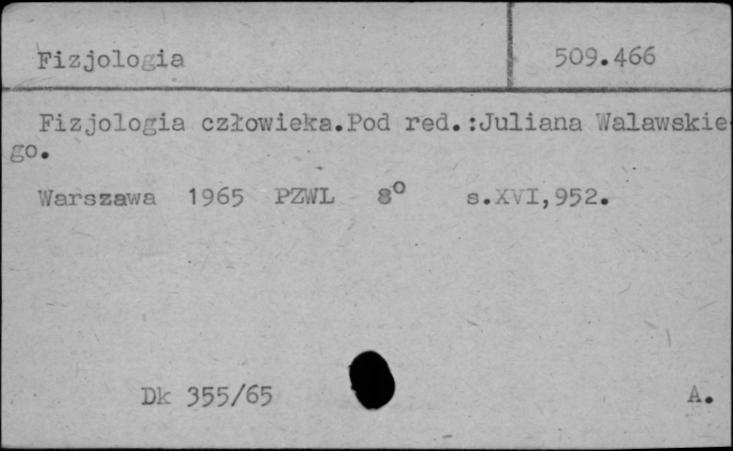 Fizjologia 509.466
Fizjologia człowieka.Pod red.:Juliana Walawskie-
go.
Warszawa 1965 PZWL 8° s.XVI,952.
Dk 355/65 A.